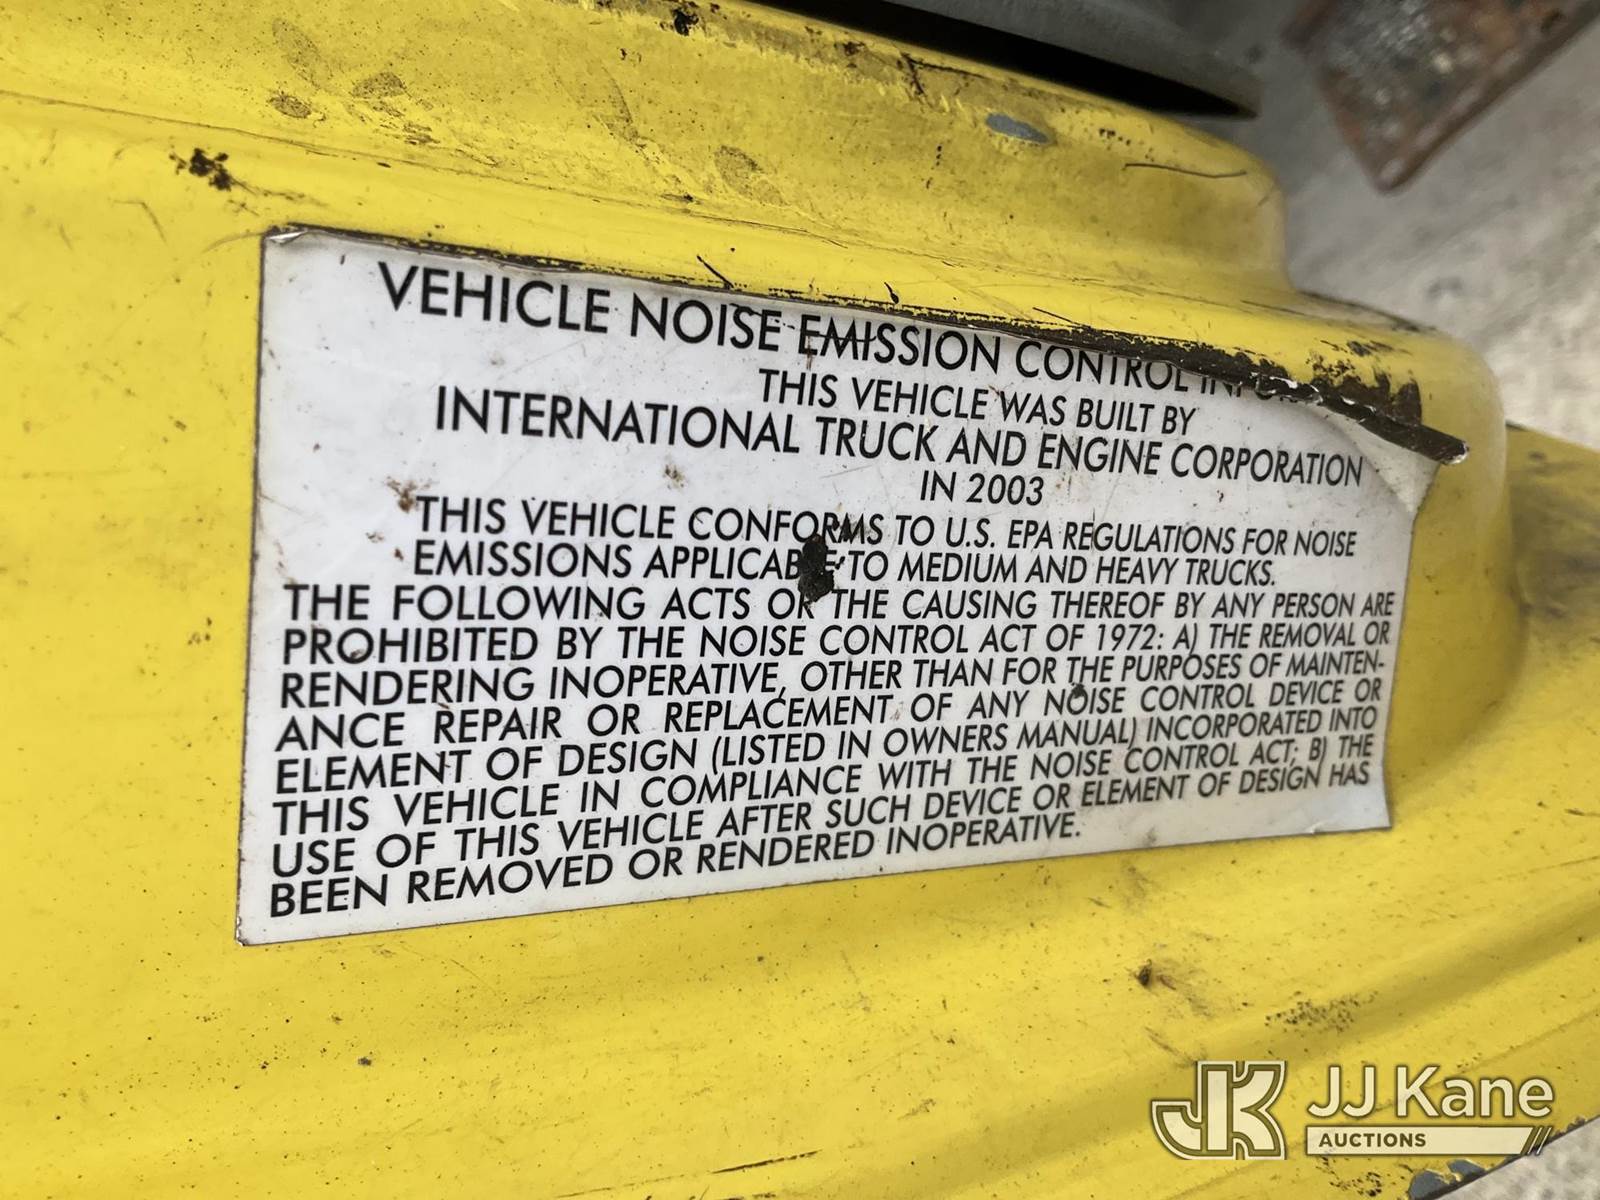 VEHICLE NOISE EMISSION CONTROL
THIS VEHICLE WAS BUILT BY
INTERNATIONAL TRUCK AND ENGINE CORPORATION
IN 2003
THIS VEHICLE CONFORMS TO U.S. EPA REGULATIONS FOR NOISE
EMISSIONS APPLICABLE TO MEDIUM AND HEAVY TRUCKS.
THE FOLLOWING ACTS OR THE CAUSING THEREOF BY ANY PERSON ARE
PROHIBITED BY THE NOISE CONTROL ACT OF 1972: A) THE REMOVAL OR
RENDERING INOPERATIVE, OTHER THAN FOR THE PURPOSES OF MAINTEN-
ANCE REPAIR OR REPLACEMENT OF ANY NOISE CONTROL DEVICE OR
ELEMENT OF DESIGN (LISTED IN OWNERS MANUAL) INCORPORATED INTO
THIS VEHICLE IN COMPLIANCE WITH THE NOISE CONTROL ACT; B) THE
USE OF THIS VEHICLE AFTER SUCH DEVICE OR ELEMENT OF DESIGN HAS
BEEN REMOVED OR RENDERED INOPERATIVE.
JK JJ Kane
AUCTIONS